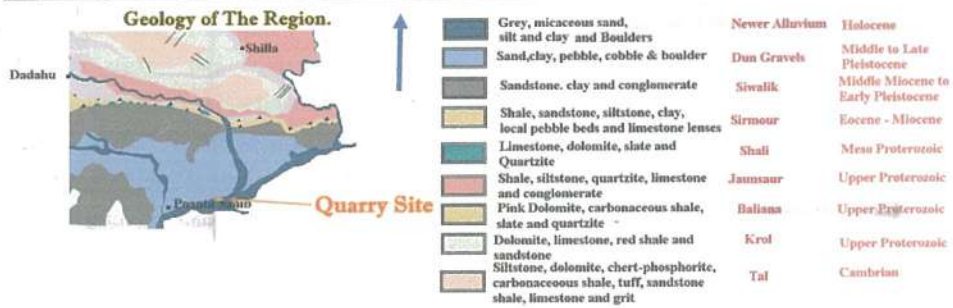 Geology of The Region.
Shilla
Dadahu
Quarry Site
Grey, micaceous sand,
silt and clay and Boulders
Newer Alluvium
Holocene
Sand,clay, pebble, cobble & boulder
Dun Gravels
Middle to Late
Pleistocene
Sandstone. clay and conglomerate
Siwalik
Middle Miocene to
Early Pleistocene
Shale, sandstone, siltstone, clay,
local pebble beds and limestone lenses
Sirmour
Eocene - Miocene
Limestone, dolomite, slate and
Quartzite
Shali
Meso Proterozoic
Shale, siltstone, quartzite, limestone
and conglomerate
Jaunsaur
Upper Proterozoic
Pink Dolomite, carbonaceous shale,
slate and quartzite
Baliana
Upper Proterozoic
Dolomite, limestone, red shale and
sandstone
Krol
Upper Proterozoic
Siltstone, dolomite, chert-phosphorite,
carbonaceoous shale, tuff, sandstone
shale, limestone and grit
Tal
Cambrian